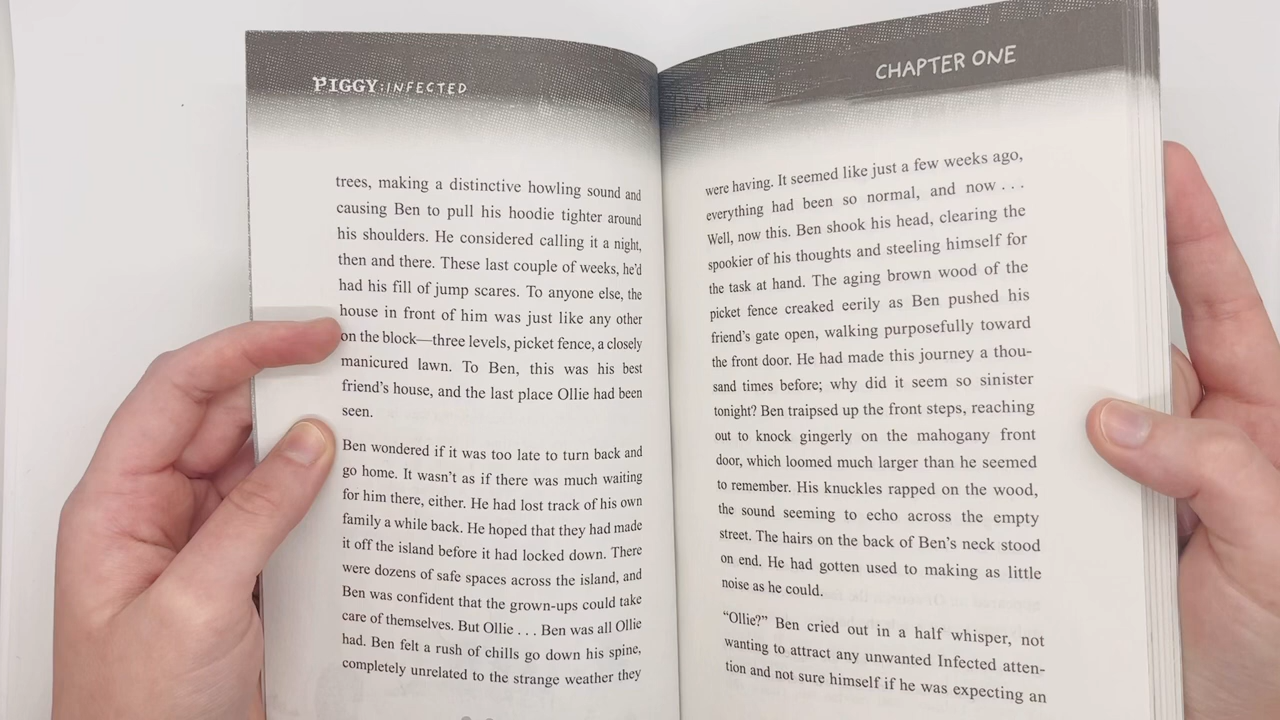 PIGGY:INFECTED
trees, making a distinctive howling sound and
causing Ben to pull his hoodie tighter around
his shoulders. He considered calling it a night,
then and there. These last couple of weeks, he'd
had his fill of jump scares. To anyone else, the
house in front of him was just like any other
on the block—three levels, picket fence, a closely
manicured lawn. To Ben, this was his best
friend's house, and the last place Ollie had been
seen.
Ben wondered if it was too late to turn back and
go home. It wasn't as if there was much waiting
for him there, either. He had lost track of his own
family a while back. He hoped that they had made
it off the island before it had locked down. There
were dozens of safe spaces across the island, and
Ben was confident that the grown-ups could take
care of themselves. But Ollie . . . Ben was all Ollie
had. Ben felt a rush of chills go down his spine,
completely unrelated to the strange weather they
CHAPTER ONE
were having. It seemed like just a few weeks ago,
everything had been so normal, and now . . .
Well, now this. Ben shook his head, clearing the
spookier of his thoughts and steeling himself for
the task at hand. The aging brown wood of the
picket fence creaked eerily as Ben pushed his
friend's gate open, walking purposefully toward
the front door. He had made this journey a thou-
sand times before; why did it seem so sinister
tonight? Ben traipsed up the front steps, reaching
out to knock gingerly on the mahogany front
door, which loomed much larger than he seemed
to remember. His knuckles rapped on the wood,
the sound seeming to echo across the empty
street. The hairs on the back of Ben's neck stood
on end. He had gotten used to making as little
noise as he could.
"Ollie?" Ben cried out in a half whisper, not
wanting to attract any unwanted Infected atten-
tion and not sure himself if he was expecting an